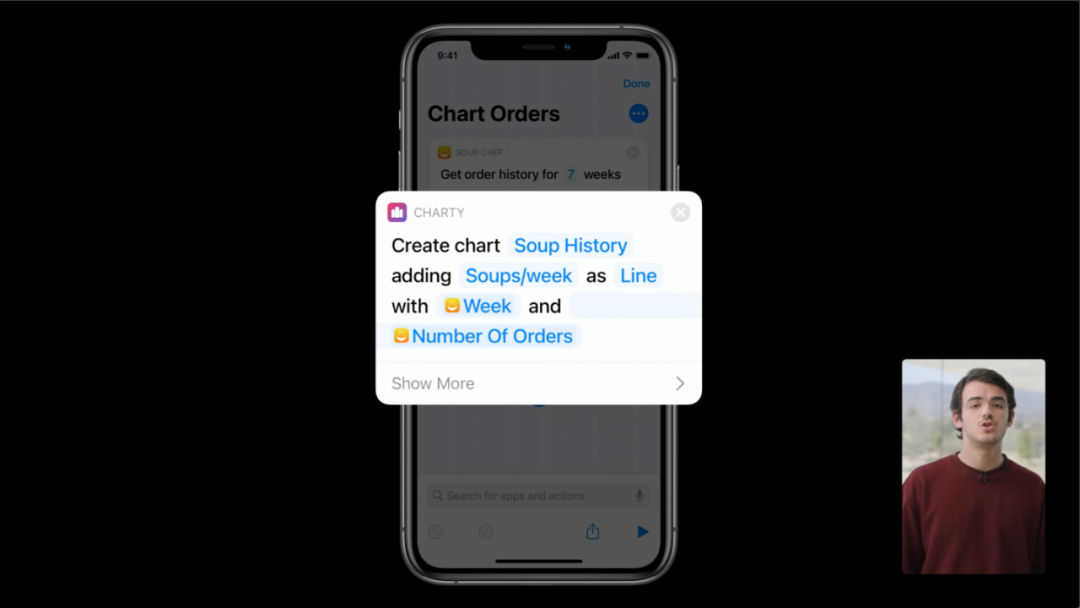 9:41
Done
Chart Orders
SOUP CHEF
Get order history for 7 weeks
CHARTY
Create chart Soup History
adding Soups/week as Line
with Week and
Number Of Orders
Show More
Search for apps and actions